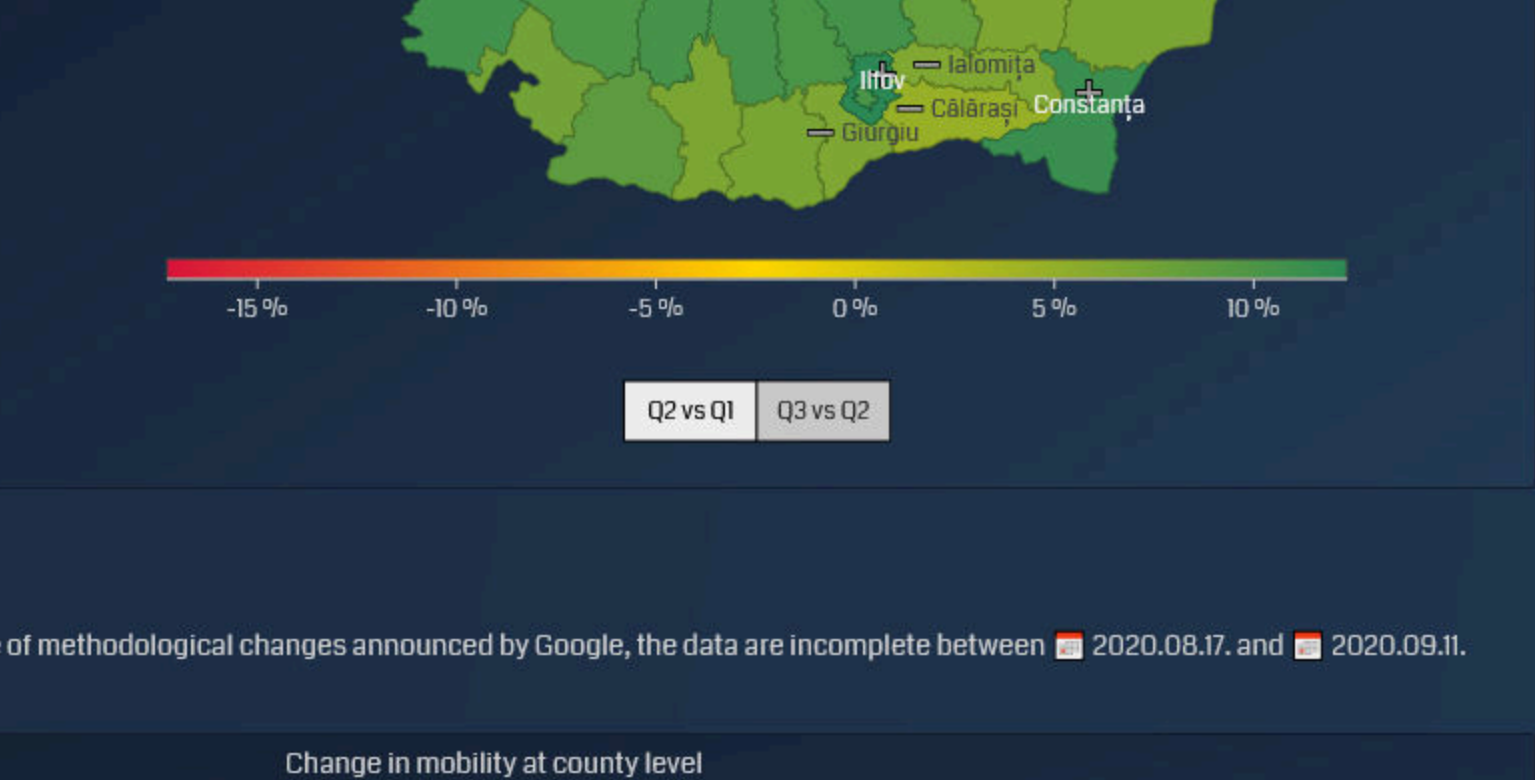 Ialomița
Ilfov
Constanța
Călărași
Giurgiu
-15 % -10 % -5 % 0 % 5 % 10 %
Q2 vs Q1 Q3 vs Q2
of methodological changes announced by Google, the data are incomplete between 2020.08.17. and 2020.09.11.
Change in mobility at county level